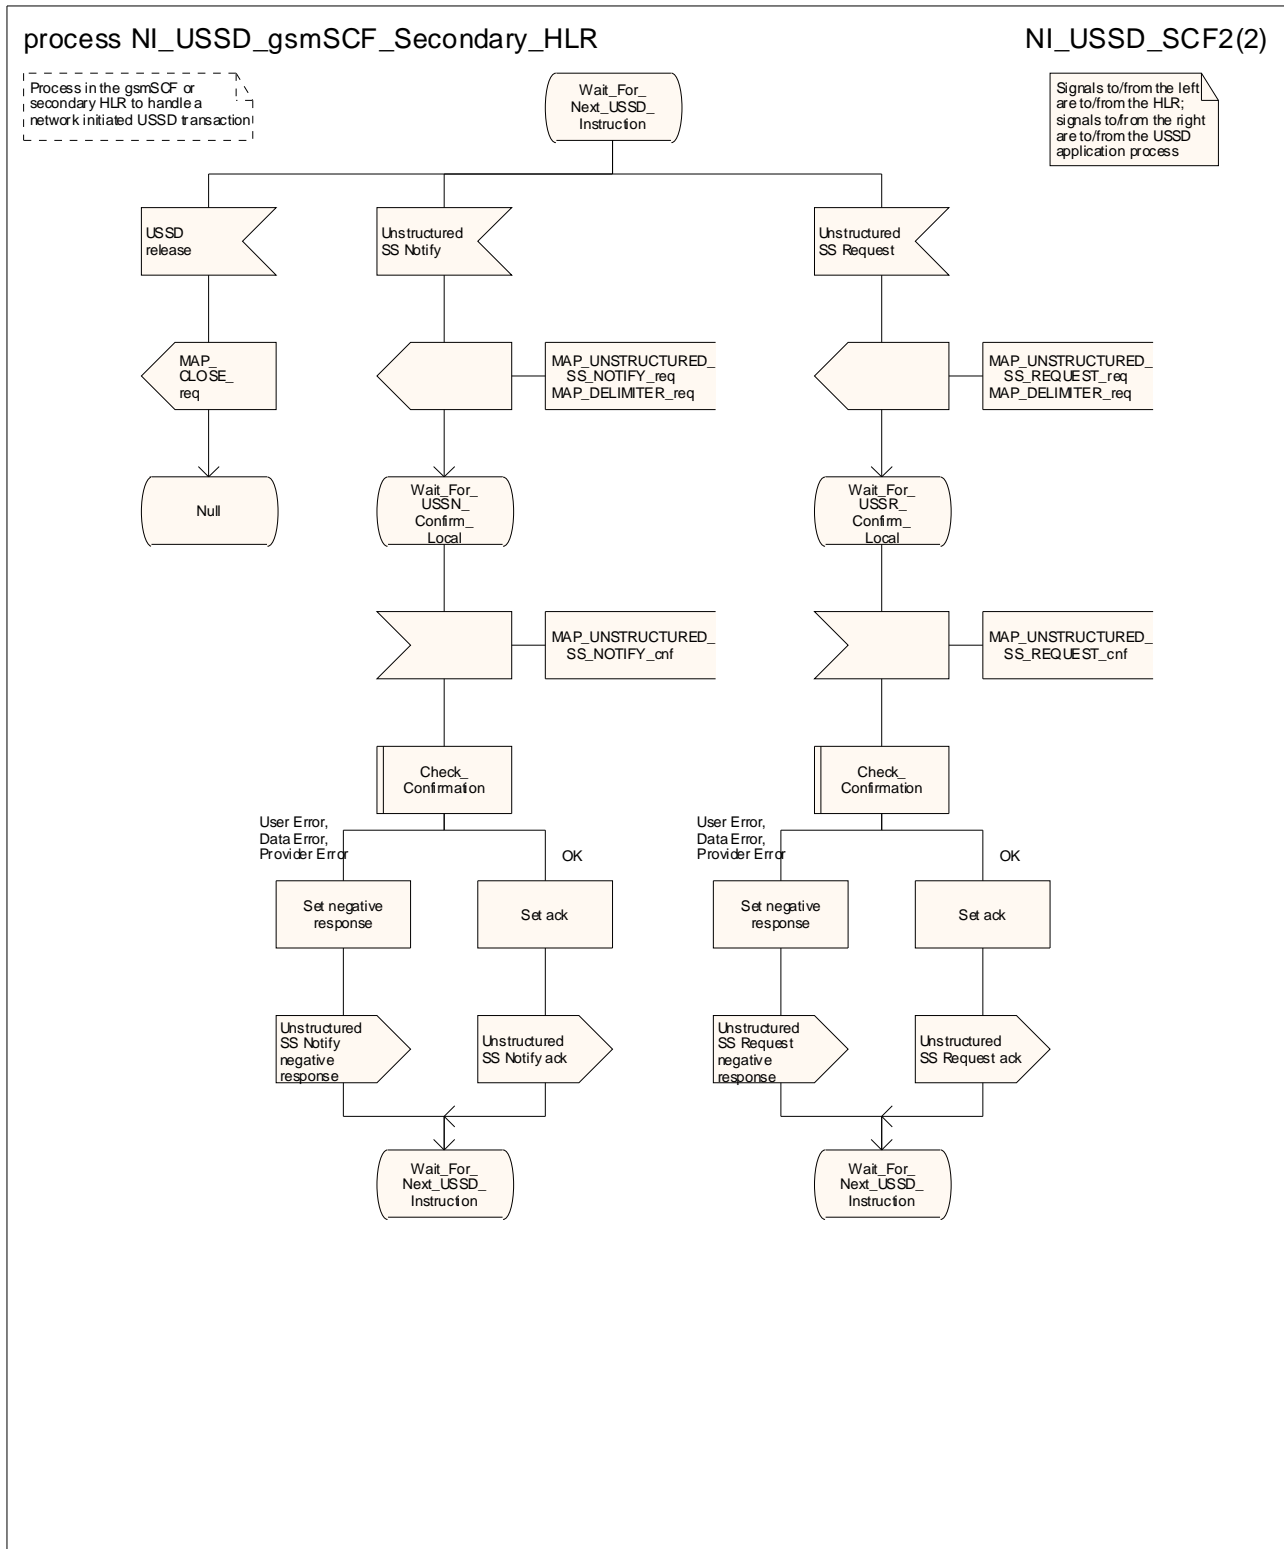 process NI_USSD_gsmSCF_Secondary_HLR
NI_USSD_SCF2(2)
Process in the gsmSCF or
secondary HLR to handle a
network initiated USSD transaction
Wait_For_
Next_USSD_
Instruction
Signals to/from the left
are to/from the HLR;
signals to/from the right
are to/from the USSD
application process
USSD
release
Unstructured
SS Notify
Unstructured
SS Request
MAP_
CLOSE_
req
MAP_UNSTRUCTURED_
SS_NOTIFY_req
MAP_DELIMITER_req
MAP_UNSTRUCTURED_
SS_REQUEST_req
MAP_DELIMITER_req
Null
Wait_For_
USSN_
Confirm_
Local
Wait_For_
USSR_
Confirm_
Local
MAP_UNSTRUCTURED_
SS_NOTIFY_cnf
MAP_UNSTRUCTURED_
SS_REQUEST_cnf
Check_
Confirmation
Check_
Confirmation
User Error,
Data Error,
Provider Error
OK
User Error,
Data Error,
Provider Error
OK
Set negative
response
Set ack
Set negative
response
Set ack
Unstructured
SS Notify
negative
response
Unstructured
SS Notify ack
Unstructured
SS Request
negative
response
Unstructured
SS Request ack
Wait_For_
Next_USSD_
Instruction
Wait_For_
Next_USSD_
Instruction